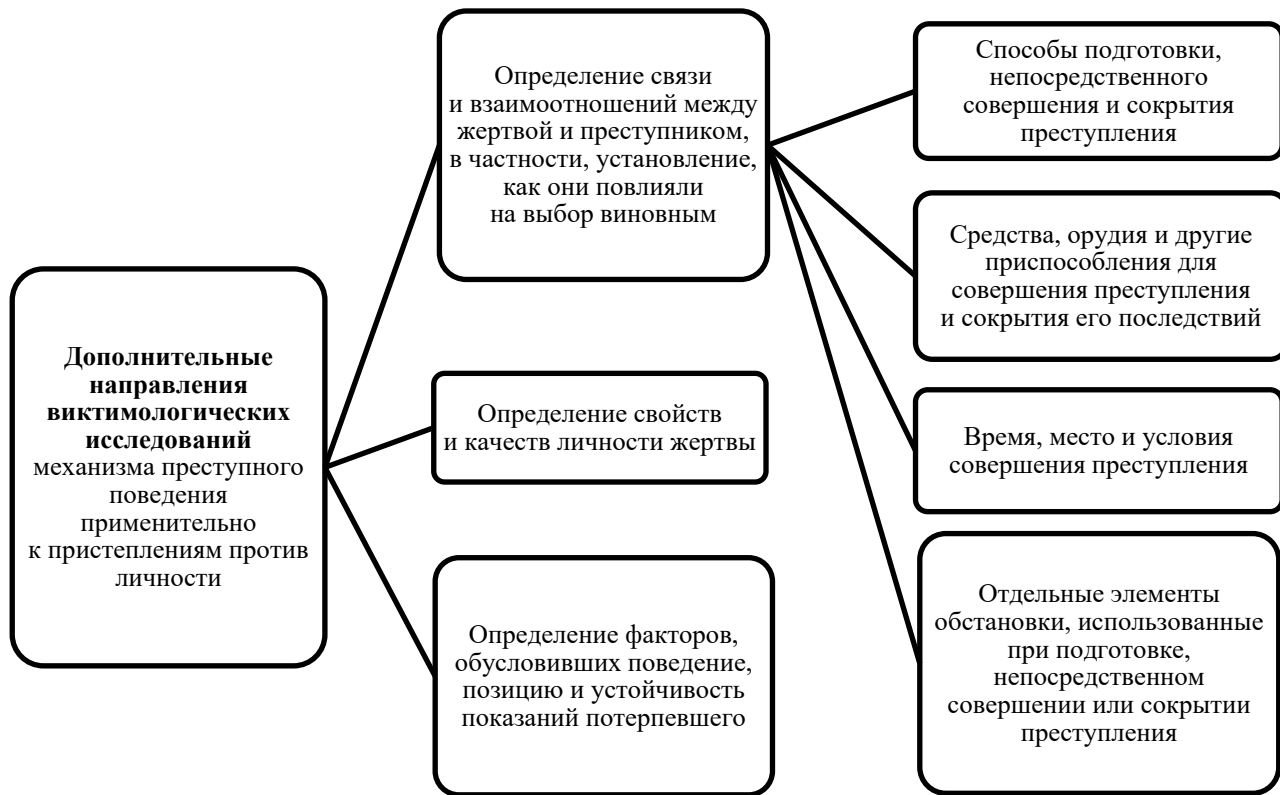 Дополнительные
направления
виктимологических
исследований
механизма преступного
поведения
применительно
к пристеплениям против
личности
Определение связи
и взаимоотношений между
жертвой и преступником,
в частности, установление,
как они повлияли
на выбор виновным
Определение свойств
и качеств личности жертвы
Определение факторов,
обусловивших поведение,
позицию и устойчивость
показаний потерпевшего
Способы подготовки,
непосредственного
совершения и сокрытия
преступления
Средства, орудия и другие
приспособления для
совершения преступления
и сокрытия его последствий
Время, место и условия
совершения преступления
Отдельные элементы
обстановки, использованные
при подготовке,
непосредственном
совершении или сокрытии
преступления